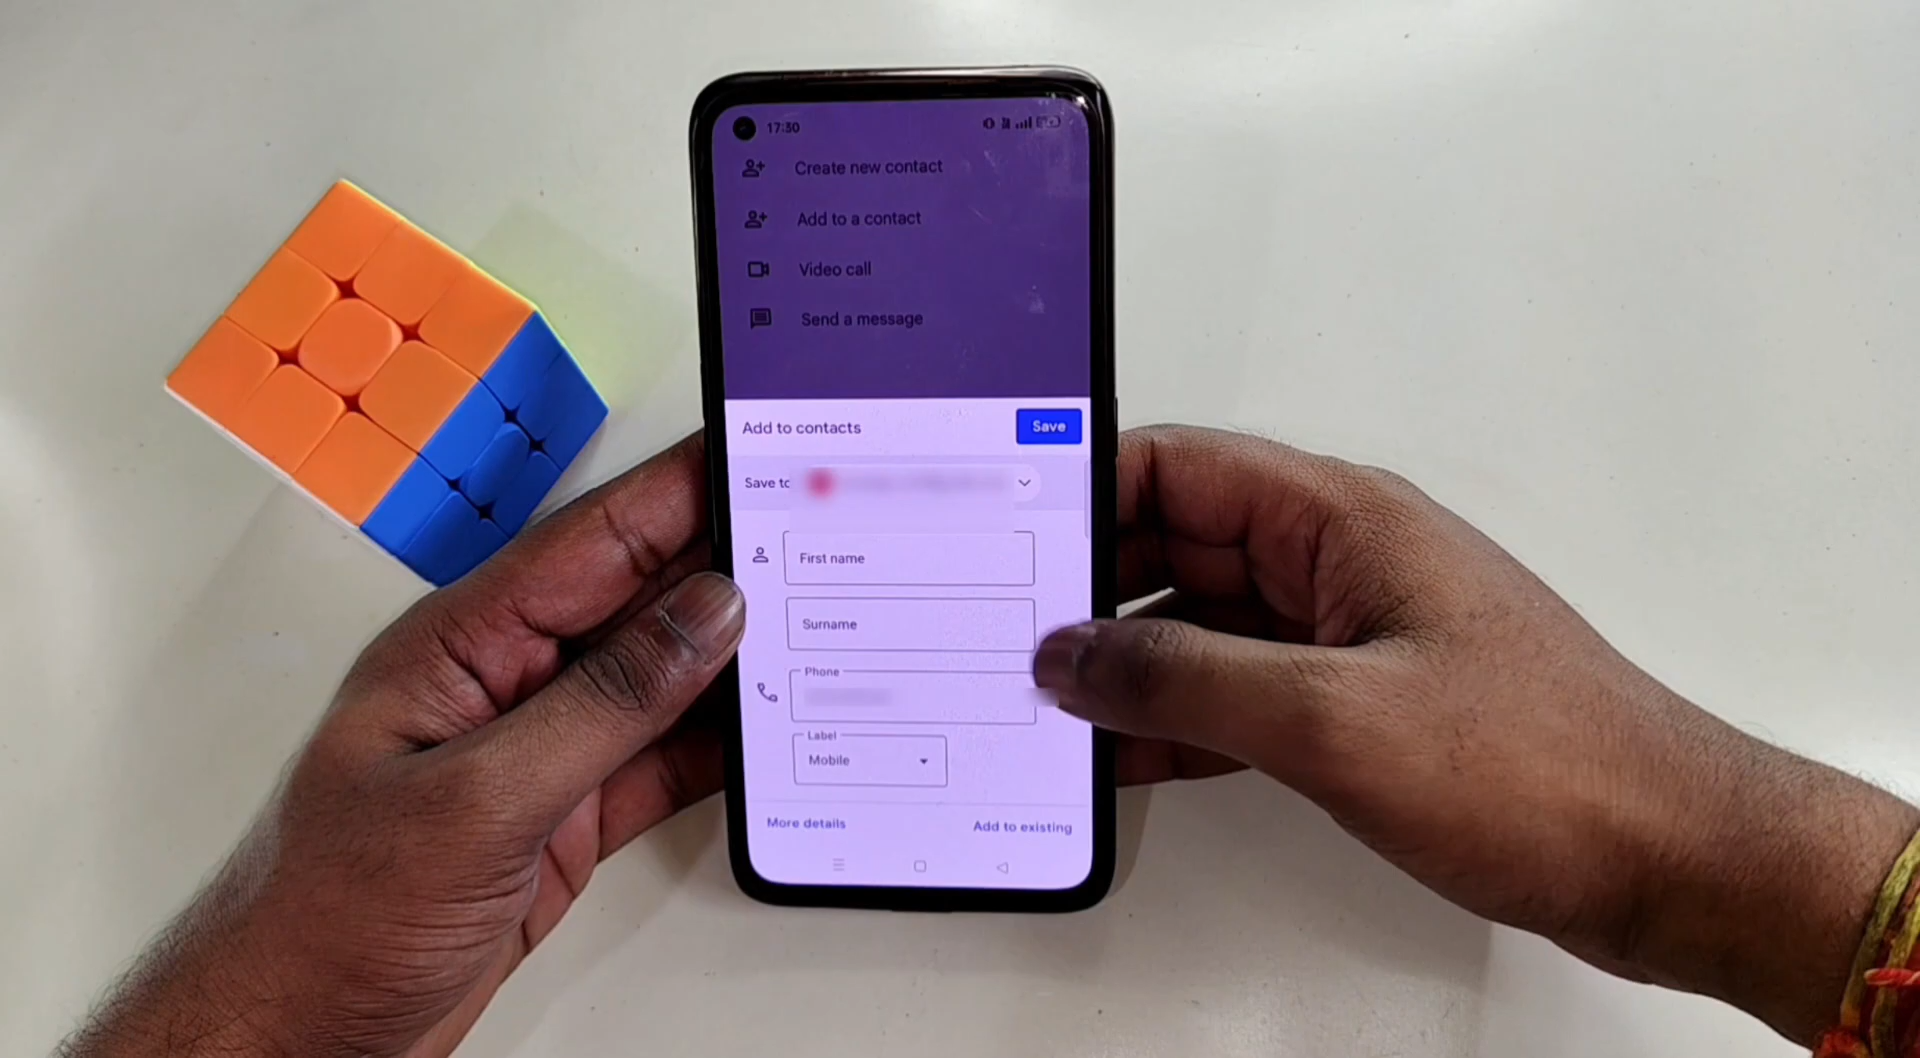 17:30
Create new contact
Add to a contact
Video call
Send a message
Add to contacts
Save
Save to
First name
Surname
Phone
Label
Mobile
More details
Add to existing